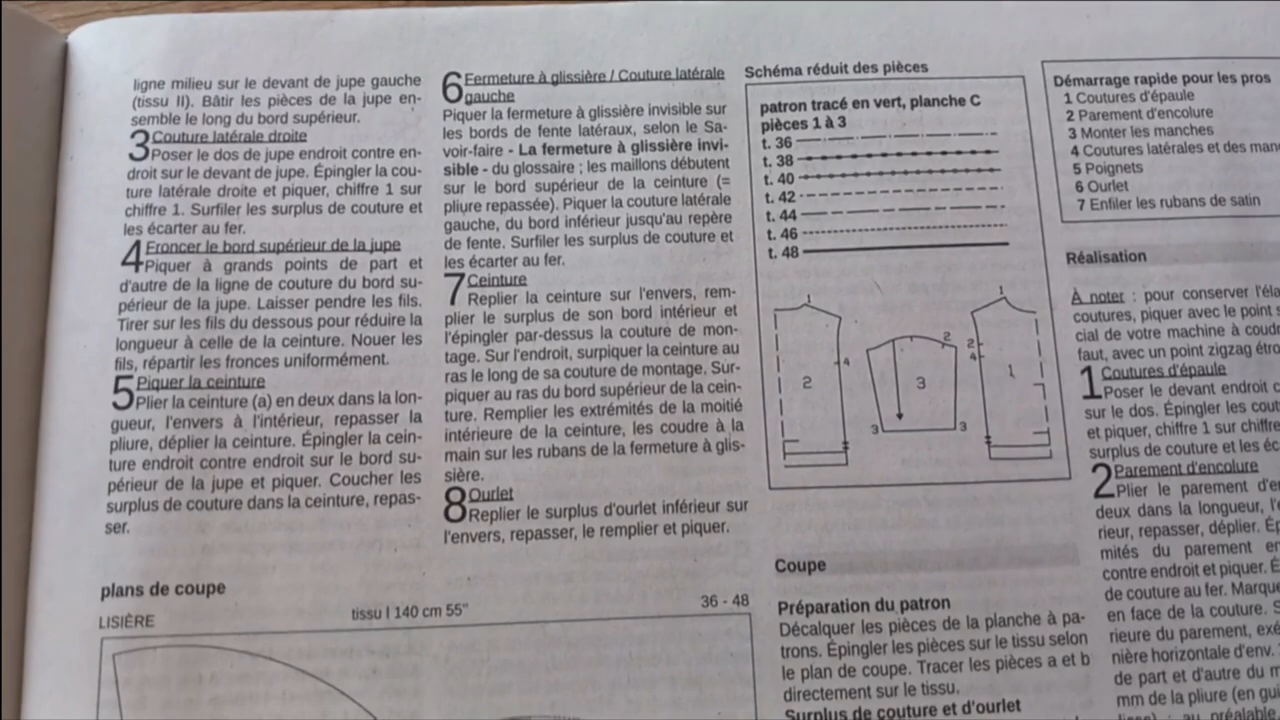 ligne milieu sur le devant de jupe gauche
(tissu II). Bâtir les pièces de la jupe en-
semble le long du bord supérieur.
3 Couture latérale droite
Poser le dos de jupe endroit contre en-
droit sur le devant de jupe. Épingler la cou-
ture latérale droite et piquer, chiffre 1 sur
chiffre 1. Surfiler les surplus de couture et
les écarter au fer.
4 Froncer le bord supérieur de la jupe
Piquer à grands points de part et
d'autre de la ligne de couture du bord su-
périeur de la jupe. Laisser pendre les fils.
Tirer sur les fils du dessous pour réduire la
longueur à celle de la ceinture. Nouer les
fils, répartir les fronces uniformément.
5 Piquer la ceinture
Plier la ceinture (a) en deux dans la lon-
gueur, l'envers à l'intérieur, repasser la
pliure, déplier la ceinture. Épingler la cein-
ture endroit contre endroit sur le bord su-
périeur de la jupe et piquer. Coucher les
surplus de couture dans la ceinture, repas-
ser.
6 Fermeture à glissière / Couture latérale
gauche
Piquer la fermeture à glissière invisible sur
les bords de fente latéraux, selon le Sa-
voir-faire - La fermeture à glissière invi-
sible - du glossaire ; les maillons débutent
sur le bord supérieur de la ceinture (=
pliure repassée). Piquer la couture latérale
gauche, du bord inférieur jusqu'au repère
de fente. Surfiler les surplus de couture et
les écarter au fer.
7 Ceinture
Replier la ceinture sur l'envers, rem-
plier le surplus de son bord intérieur et
l'épingler par-dessus la couture de mon-
tage. Sur l'endroit, surpiquer la ceinture au
ras le long de sa couture de montage. Sur-
piquer au ras du bord supérieur de la cein-
ture. Remplier les extrémités de la moitié
intérieure de la ceinture, les coudre à la
main sur les rubans de la fermeture à glis-
sière.
8 Ourlet
Replier le surplus d'ourlet inférieur sur
l'envers, repasser, le remplier et piquer.
plans de coupe
LISIÈRE
tissu I 140 cm 55"
36 - 48
Schéma réduit des pièces
patron tracé en vert, planche C
pièces 1 à 3
t. 36
t. 38
t. 40
t. 42
t. 44
t. 46
t. 48
1
2
4
2
3
3
3
1
2
4
1
Coupe
Préparation du patron
Décalquer les pièces de la planche à pa-
trons. Épingler les pièces sur le tissu selon
le plan de coupe. Tracer les pièces a et b
directement sur le tissu.
Surplus de couture et d'ourlet
Démarrage rapide pour les pros
1 Coutures d'épaule
2 Parement d'encolure
3 Monter les manches
4 Coutures latérales et des man
5 Poignets
6 Ourlet
7 Enfiler les rubans de satin
Réalisation
À noter : pour conserver l'éla
coutures, piquer avec le point s
cial de votre machine à coud
faut, avec un point zigzag étro
1 Coutures d'épaule
Poser le devant endroit c
sur le dos. Épingler les cout
et piquer, chiffre 1 sur chiffre
surplus de couture et les éc
2 Parement d'encolure
Plier le parement d'e
deux dans la longueur, l'
rieur, repasser, déplier. Ép
mités du parement en
contre endroit et piquer. É
de couture au fer. Marqu
en face de la couture. S
rieure du parement, exé
nière horizontale d'env.
de part et d'autre du m
mm de la pliure (en gu
au préalable